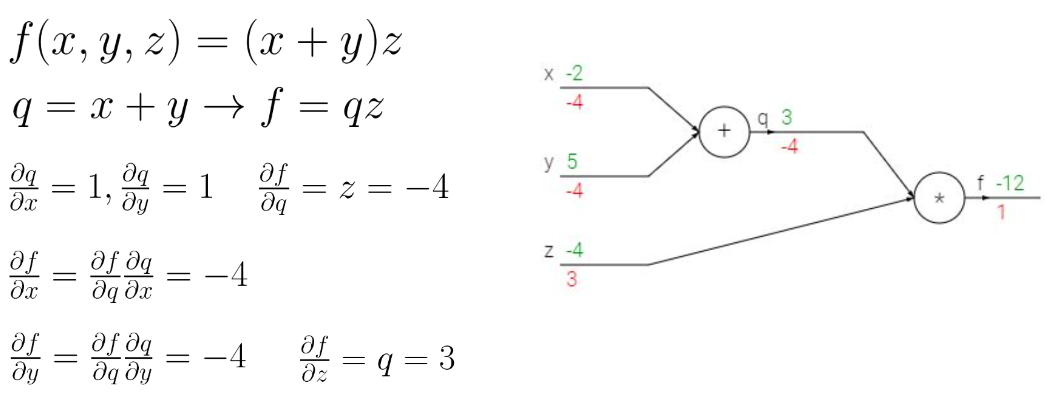 f(x, y, z) = (x + y)z
q = x + y → f = qz
∂q/∂x = 1, ∂q/∂y = 1 ∂f/∂q = z = −4
∂f/∂x = ∂f/∂q ∂q/∂x = −4
∂f/∂y = ∂f/∂q ∂q/∂y = −4 ∂f/∂z = q = 3
x -2
-4
y 5
-4
z -4
3
+
q 3
-4
*
f -12
1